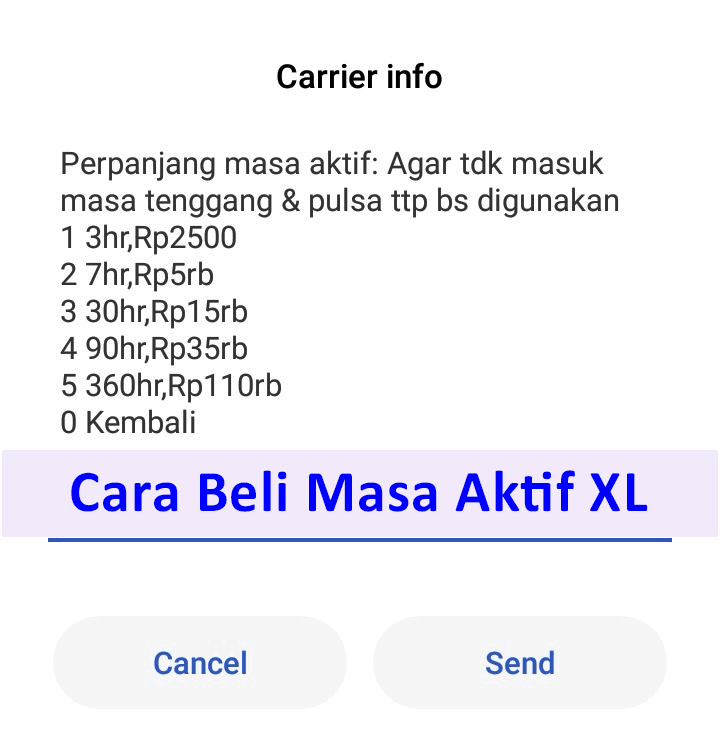 Carrier info
Perpanjang masa aktif: Agar tdk masuk
masa tenggang & pulsa ttp bs digunakan
1 3hr,Rp2500
2 7hr,Rp5rb
3 30hr,Rp15rb
4 90hr,Rp35rb
5 360hr,Rp110rb
0 Kembali
Cara Beli Masa Aktif XL
Cancel
Send